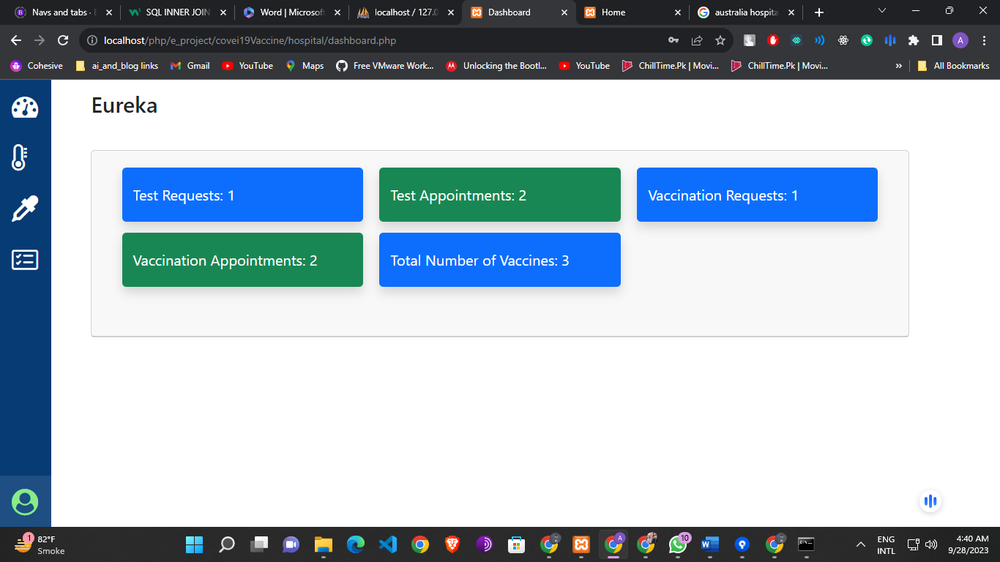 Navs and tabs · B
SQL INNER JOIN
Word | Microsof
localhost / 127.0
Dashboard
Home
australia hospita
localhost/php/e_project/covei19Vaccine/hospital/dashboard.php
A
Cohesive
ai_and_blog links
Gmail
YouTube
Maps
Free VMware Work...
Unlocking the Bootl...
YouTube
ChillTime.Pk | Movi...
ChillTime.Pk | Movi...
»
All Bookmarks
Eureka
Test Requests: 1
Test Appointments: 2
Vaccination Requests: 1
Vaccination Appointments: 2
Total Number of Vaccines: 3
1
82°F
Smoke
A
10
ENG
INTL
4:40 AM
9/28/2023